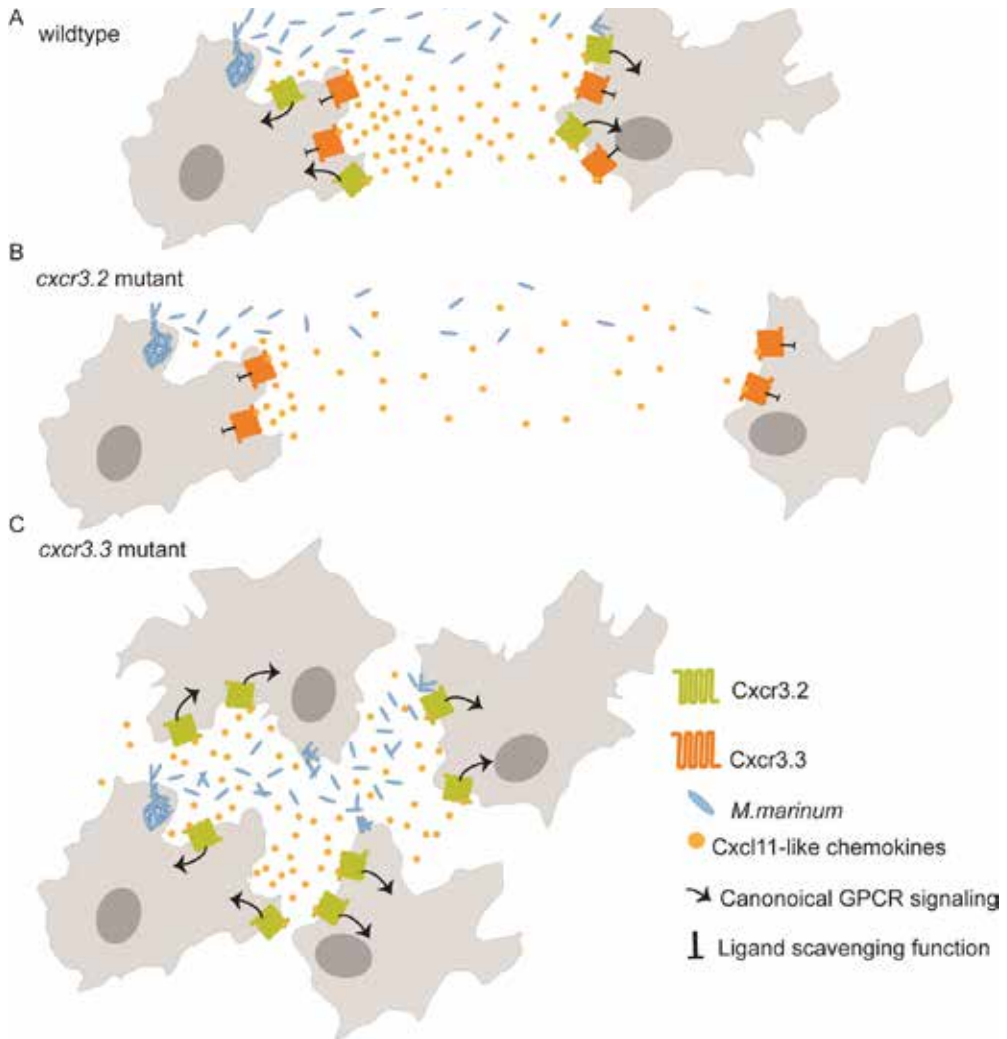 A
wildtype
B
cxcr3.2 mutant
C
cxcr3.3 mutant
Cxcr3.2
Cxcr3.3
M.marinum
Cxcl11-like chemokines
Canonoical GPCR signaling
Ligand scavenging function